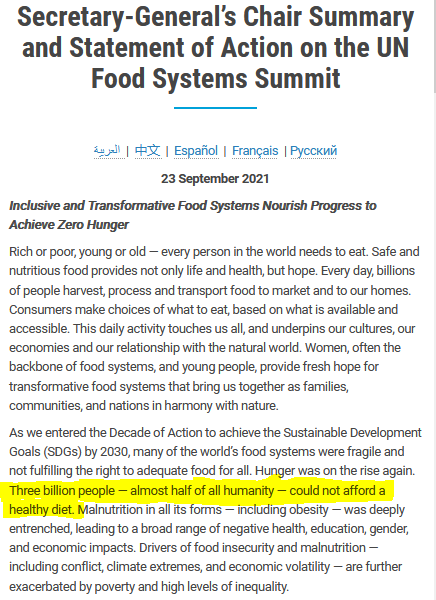 Secretary-General’s Chair Summary
and Statement of Action on the UN
Food Systems Summit
العربية | 中文 | Español | Français | Русский
23 September 2021
Inclusive and Transformative Food Systems Nourish Progress to
Achieve Zero Hunger
Rich or poor, young or old — every person in the world needs to eat. Safe and
nutritious food provides not only life and health, but hope. Every day, billions
of people harvest, process and transport food to market and to our homes.
Consumers make choices of what to eat, based on what is available and
accessible. This daily activity touches us all, and underpins our cultures, our
economies and our relationship with the natural world. Women, often the
backbone of food systems, and young people, provide fresh hope for
transformative food systems that bring us together as families,
communities, and nations in harmony with nature.
As we entered the Decade of Action to achieve the Sustainable Development
Goals (SDGs) by 2030, many of the world’s food systems were fragile and
not fulfilling the right to adequate food for all. Hunger was on the rise again.
Three billion people — almost half of all humanity — could not afford a
healthy diet. Malnutrition in all its forms — including obesity — was deeply
entrenched, leading to a broad range of negative health, education, gender,
and economic impacts. Drivers of food insecurity and malnutrition —
including conflict, climate extremes, and economic volatility — are further
exacerbated by poverty and high levels of inequality.